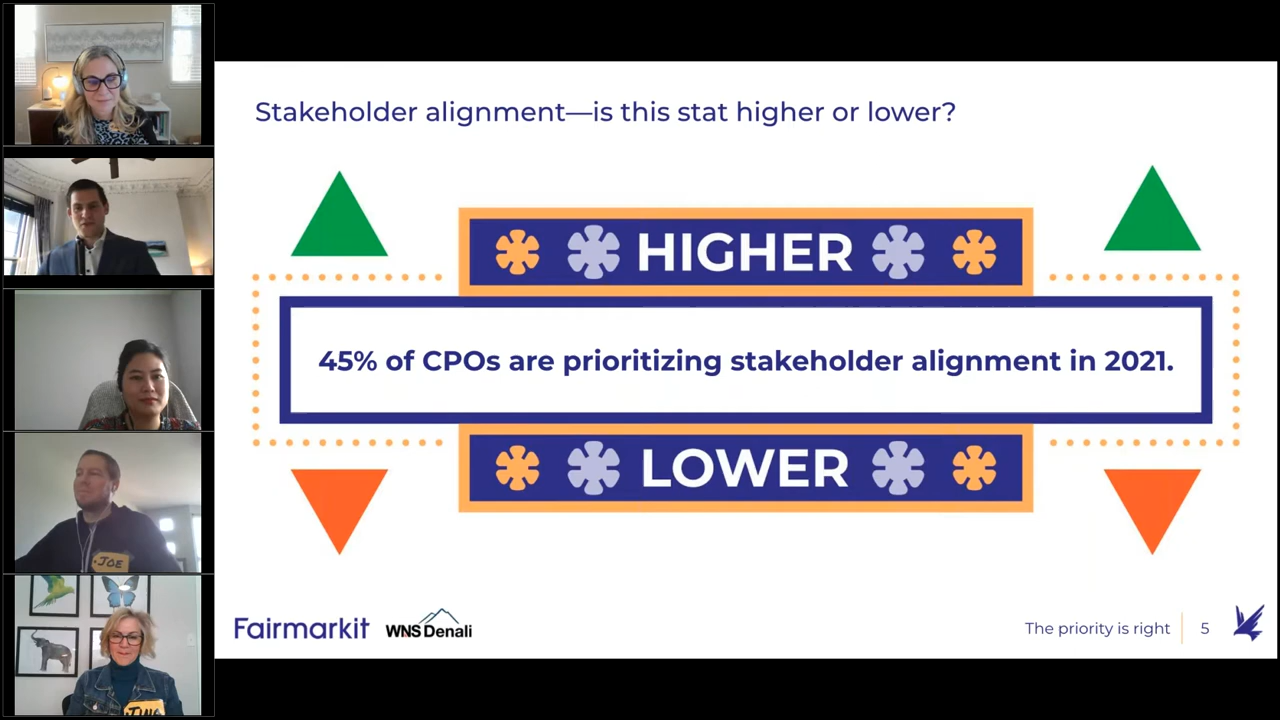 Stakeholder alignment—is this stat higher or lower?
HIGHER
45% of CPOs are prioritizing stakeholder alignment in 2021.
LOWER
Fairmarkit
WNS Denali
The priority is right
5
JOE